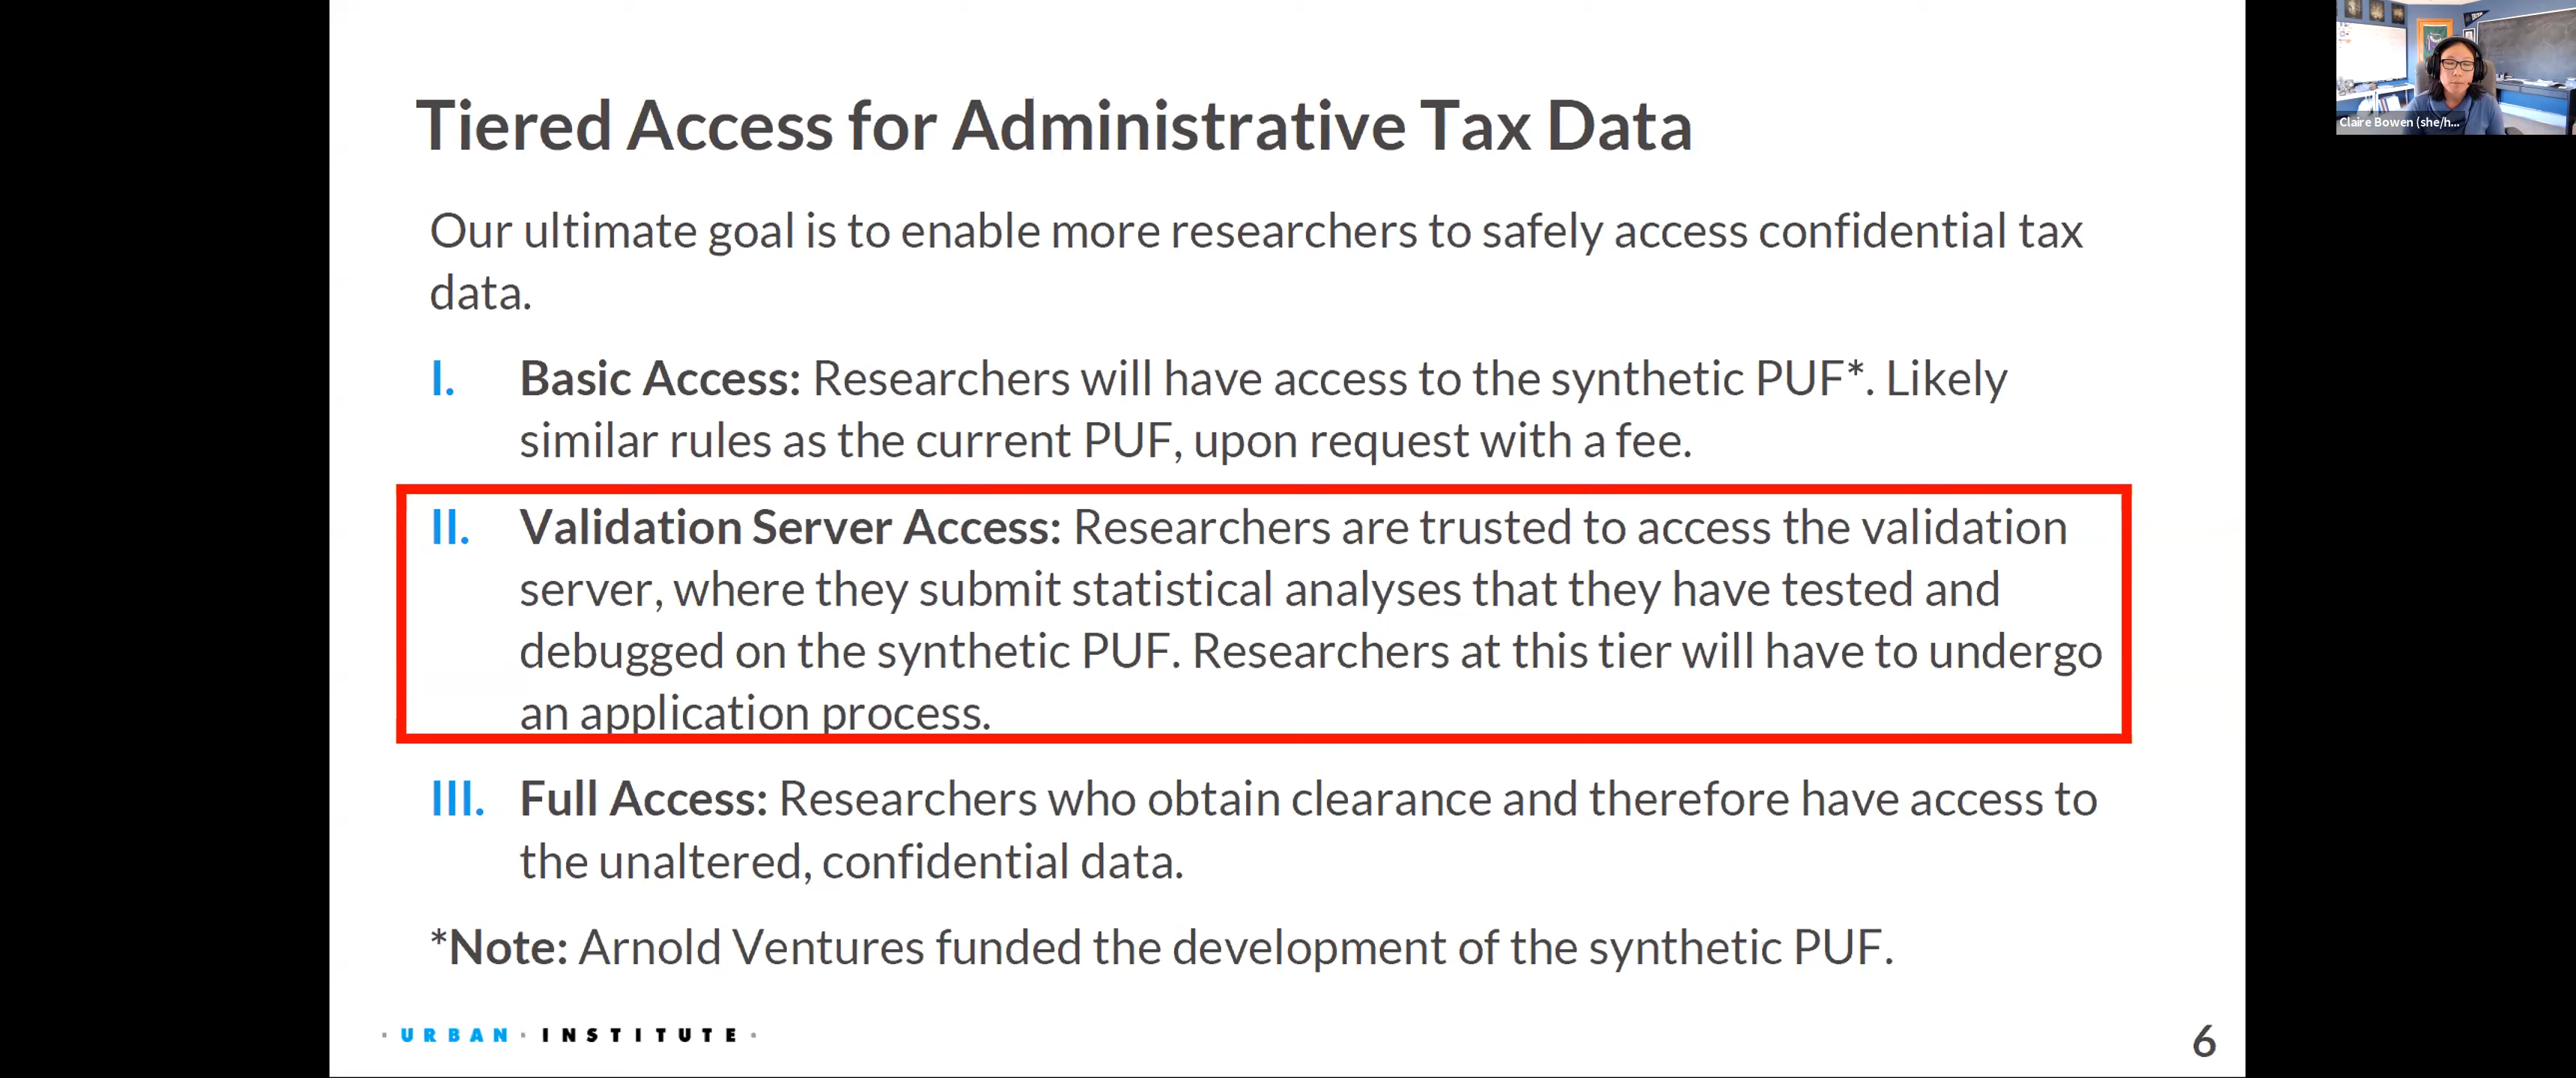 Tiered Access for Administrative Tax Data
Our ultimate goal is to enable more researchers to safely access confidential tax
data.
I. Basic Access: Researchers will have access to the synthetic PUF*. Likely
similar rules as the current PUF, upon request with a fee.
II. Validation Server Access: Researchers are trusted to access the validation
server, where they submit statistical analyses that they have tested and
debugged on the synthetic PUF. Researchers at this tier will have to undergo
an application process.
III. Full Access: Researchers who obtain clearance and therefore have access to
the unaltered, confidential data.
*Note: Arnold Ventures funded the development of the synthetic PUF.
· URBAN · INSTITUTE ·
6
Claire Bowen (she/h...